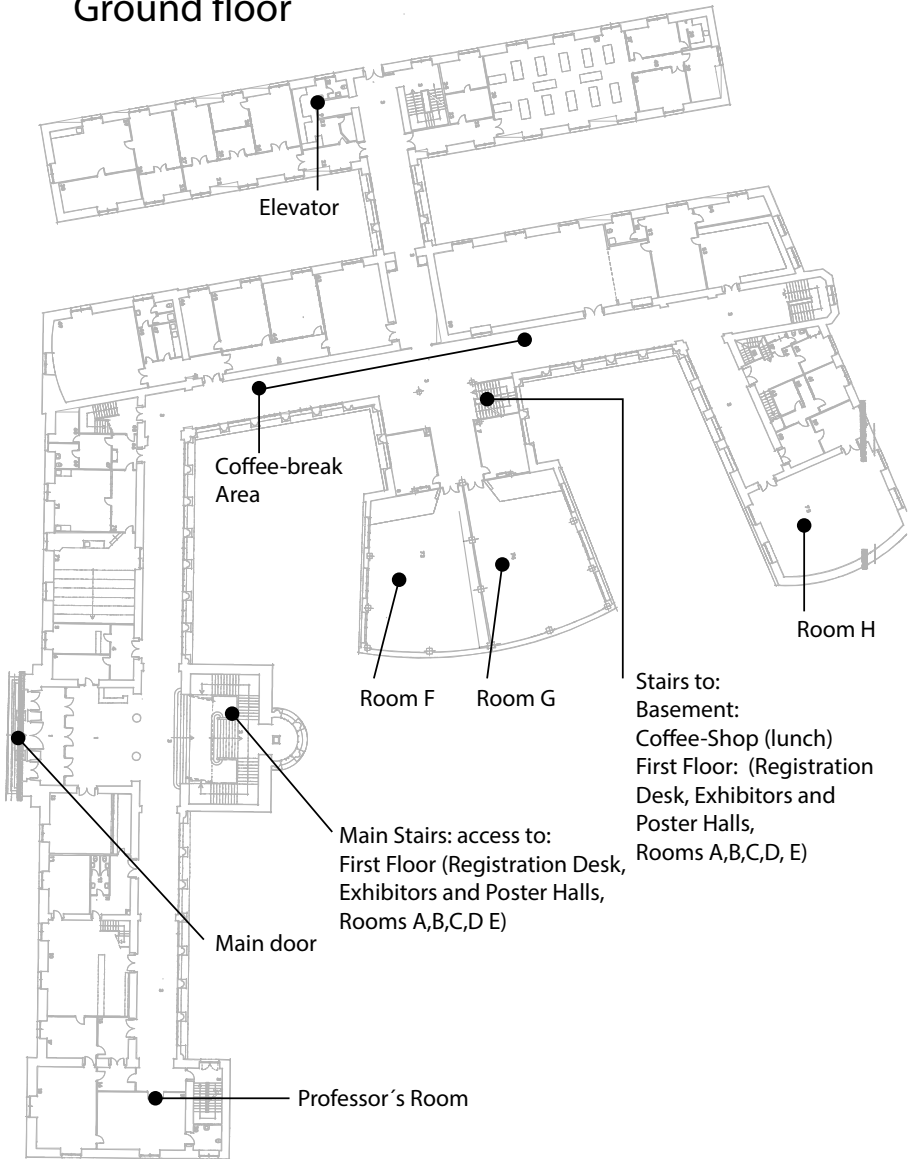 Ground floor
Elevator
Coffee-break
Area
Room H
Room F
Room G
Stairs to:
Basement:
Coffee-Shop (lunch)
First Floor: (Registration
Desk, Exhibitors and
Poster Halls,
Rooms A,B,C,D, E)
Main Stairs: access to:
First Floor (Registration Desk,
Exhibitors and Poster Halls,
Rooms A,B,C,D E)
Main door
Professor´s Room